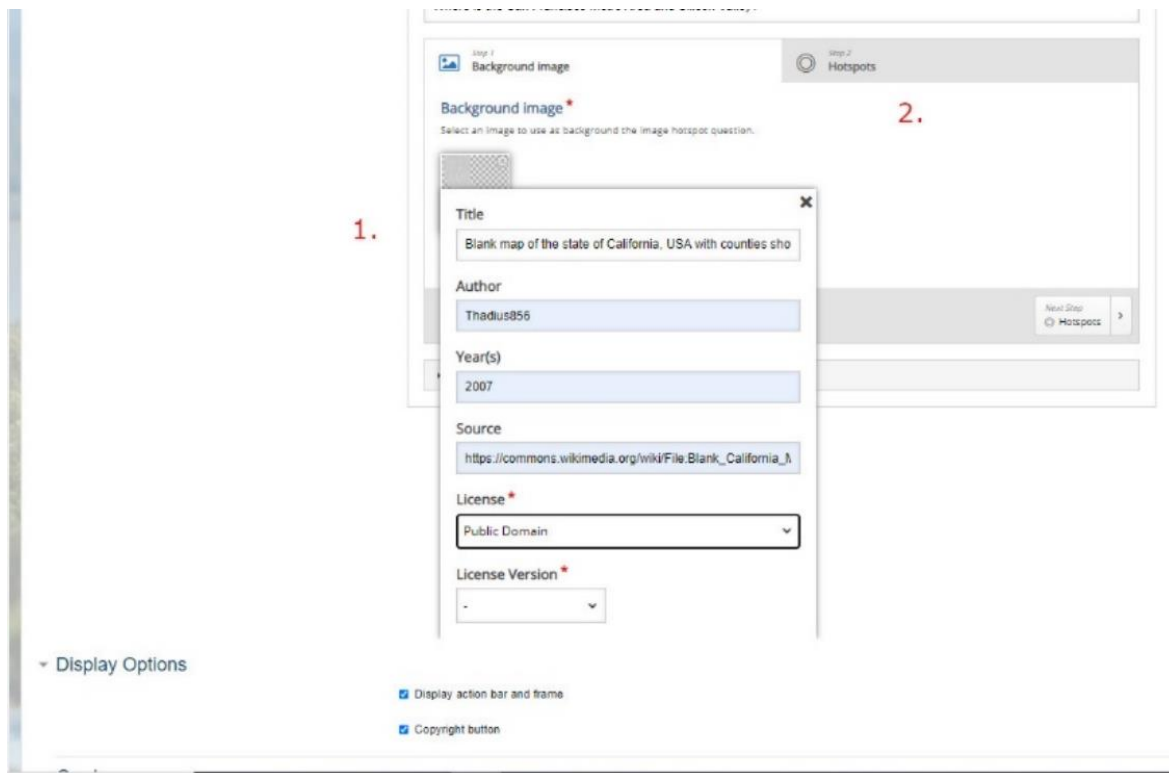 Step 1
Background image
Step 2
Hotspots
Background image *
Select an image to use as background the image hotspot question.
2.
1.
Title
Blank map of the state of California, USA with counties sho
Author
Thadius856
Year(s)
2007
Source
https://commons.wikimedia.org/wiki/File:Blank_California_M
License *
Public Domain
License Version *
-
Next Step
Hotspots
Display Options
Display action bar and frame
Copyright button